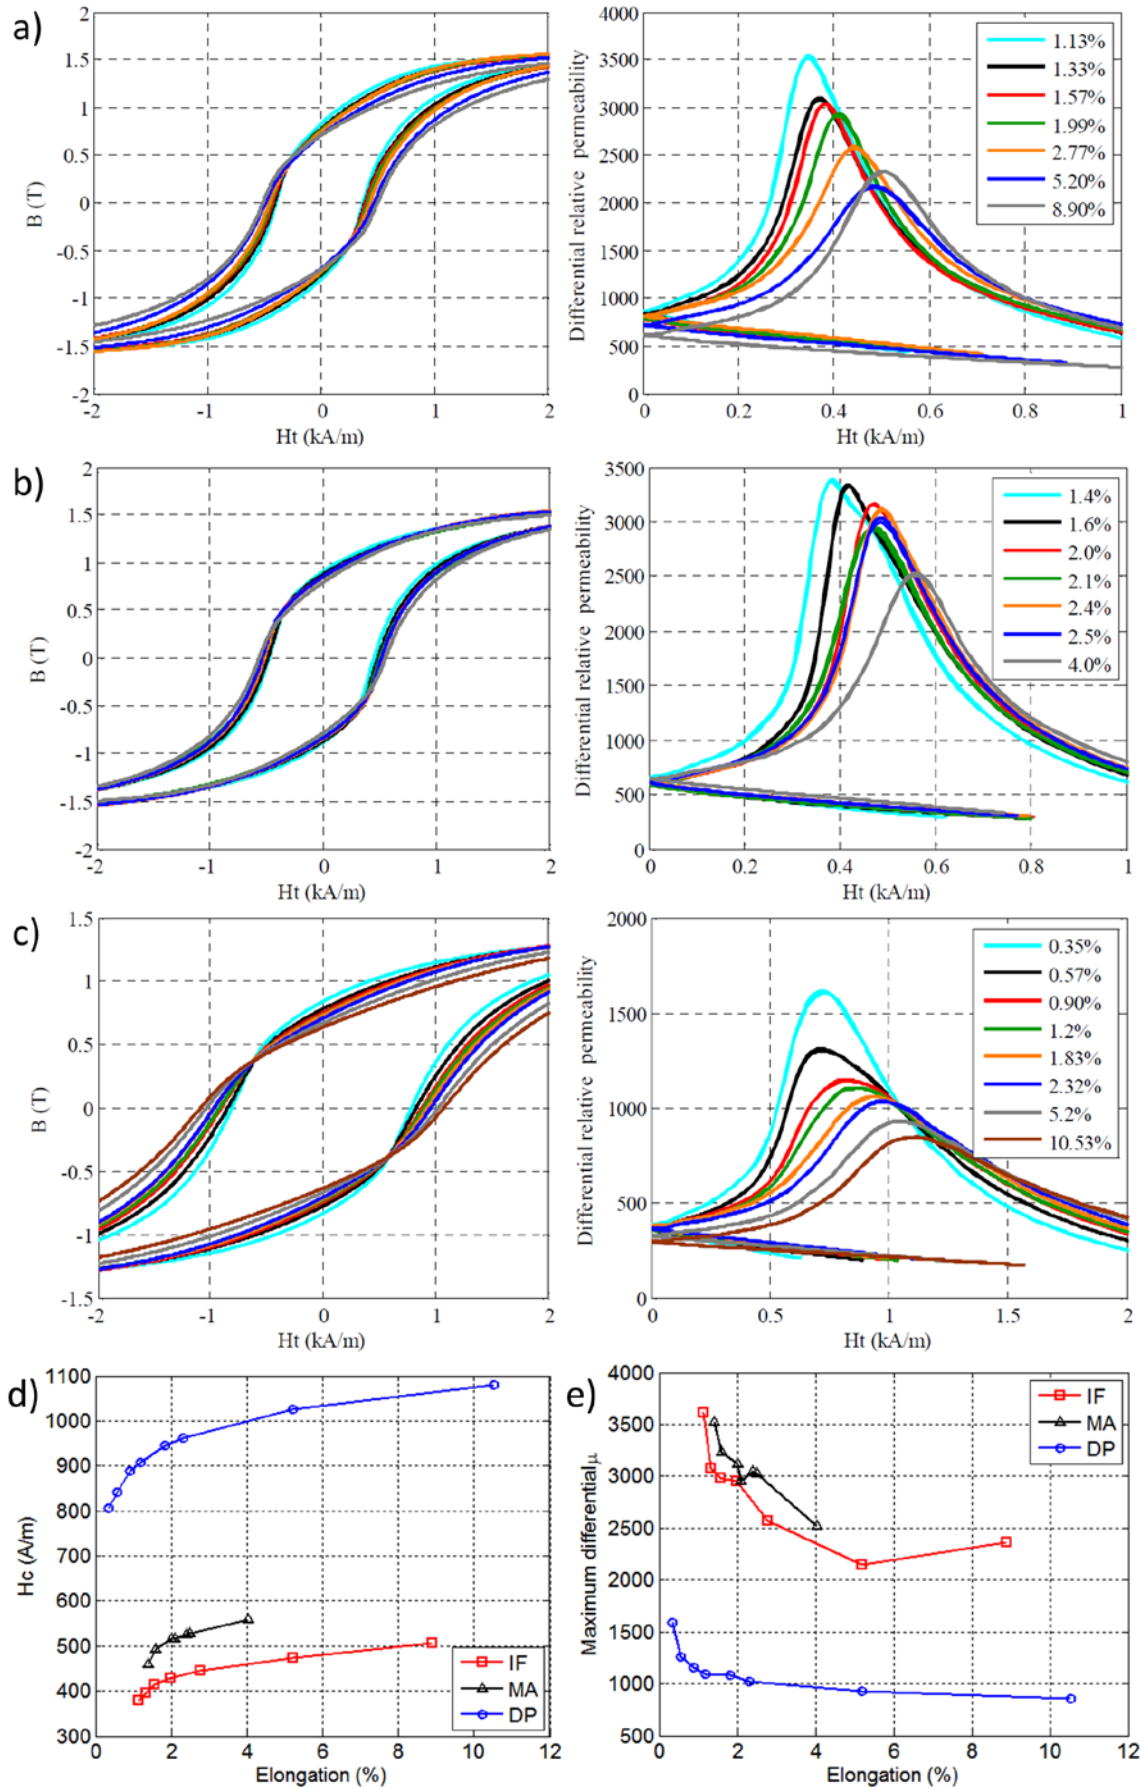 a)
2
1.5
1
0.5
0
-0.5
-1
-1.5
-2
B (T)
-2 -1 0 1 2
Ht (kA/m)
4000
3500
3000
2500
2000
1500
1000
500
0
Differential relative permeability
0 0.2 0.4 0.6 0.8 1
Ht (kA/m)
1.13%
1.33%
1.57%
1.99%
2.77%
5.20%
8.90%
b)
2
1.5
1
0.5
0
-0.5
-1
-1.5
-2
B (T)
-2 -1 0 1 2
Ht (kA/m)
3500
3000
2500
2000
1500
1000
500
0
Differential relative permeability
0 0.2 0.4 0.6 0.8 1
Ht (kA/m)
1.4%
1.6%
2.0%
2.1%
2.4%
2.5%
4.0%
c)
1.5
1
0.5
0
-0.5
-1
-1.5
B (T)
-2 -1 0 1 2
Ht (kA/m)
2000
1500
1000
500
0
Differential relative permeability
0 0.5 1 1.5 2
Ht (kA/m)
0.35%
0.57%
0.90%
1.2%
1.83%
2.32%
5.2%
10.53%
d)
1100
1000
900
800
700
600
500
400
300
Hc (A/m)
0 2 4 6 8 10 12
Elongation (%)
IF
MA
DP
e)
4000
3500
3000
2500
2000
1500
1000
500
Maximum differential μ
0 2 4 6 8 10 12
Elongation (%)
IF
MA
DP